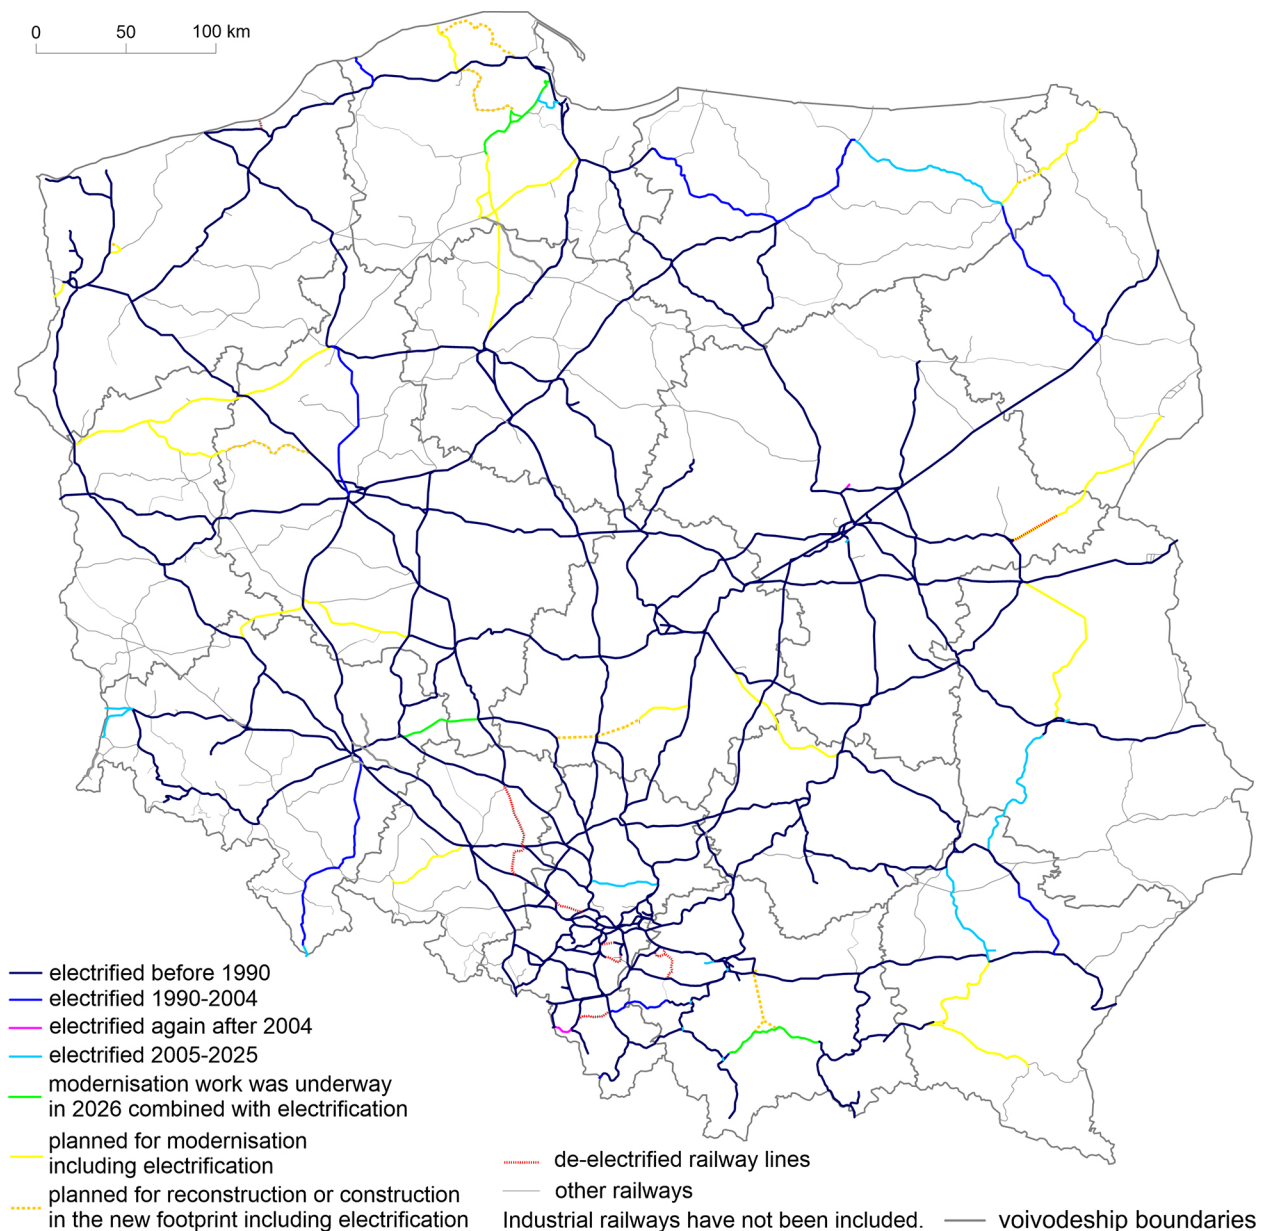 0 50 100 km
electrified before 1990
electrified 1990-2004
electrified again after 2004
electrified 2005-2025
modernisation work was underway
in 2026 combined with electrification
planned for modernisation
including electrification
planned for reconstruction or construction
in the new footprint including electrification
de-electrified railway lines
other railways
Industrial railways have not been included.
voivodeship boundaries